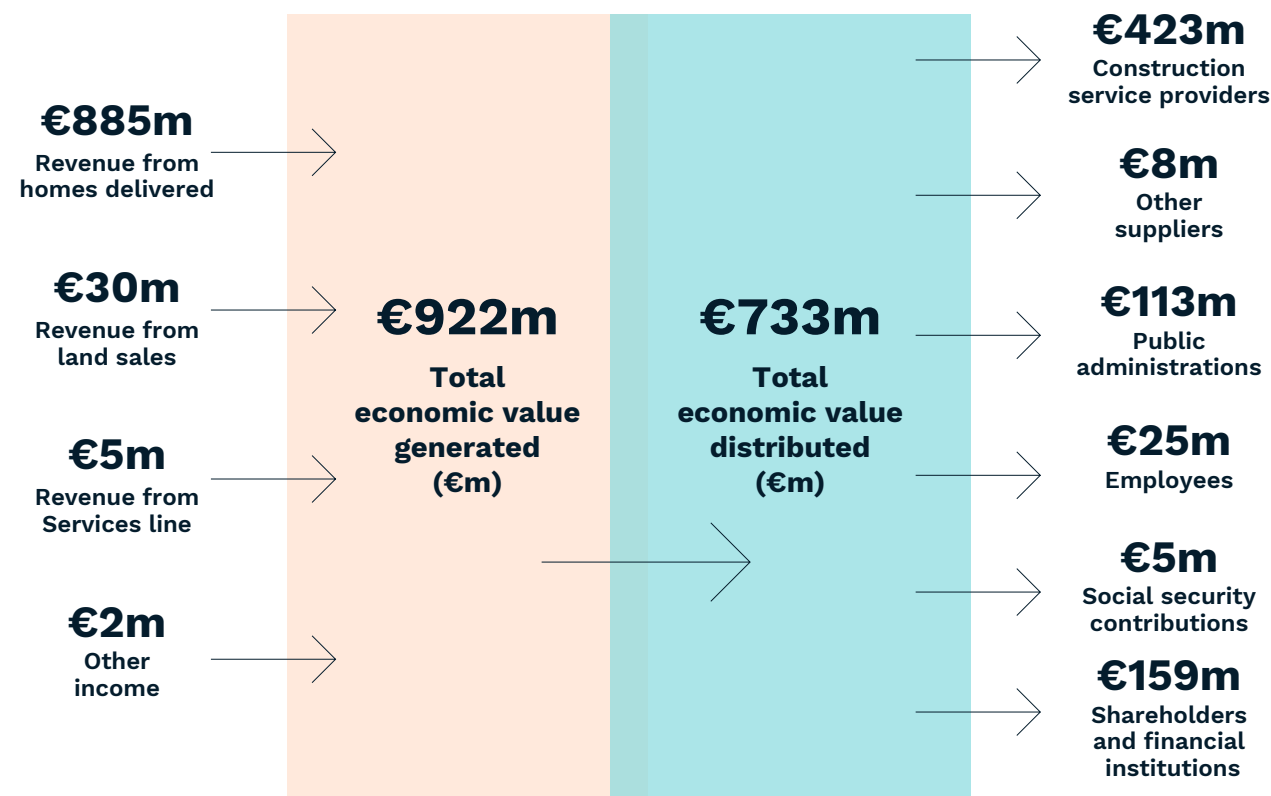 €885m
Revenue from
homes delivered
€30m
Revenue from
land sales
€5m
Revenue from
Services line
€2m
Other
income
€922m
Total
economic value
generated
(€m)
€733m
Total
economic value
distributed
(€m)
€423m
Construction
service providers
€8m
Other
suppliers
€113m
Public
administrations
€25m
Employees
€5m
Social security
contributions
€159m
Shareholders
and financial
institutions